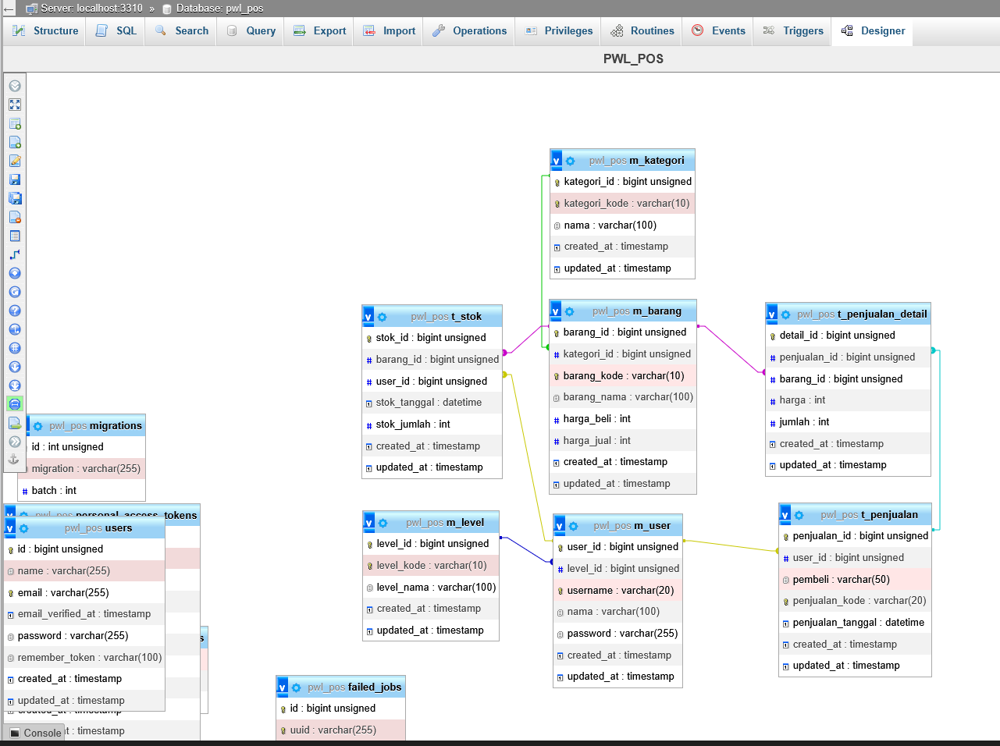 Server: localhost:3310 » Database: pwl_pos
Structure SQL Search Query Export Import Operations Privileges Routines Events Triggers Designer
PWL_POS
pwl_pos m_kategori
kategori_id : bigint unsigned
kategori_kode : varchar(10)
nama : varchar(100)
created_at : timestamp
updated_at : timestamp
pwl_pos t_stok
stok_id : bigint unsigned
barang_id : bigint unsigned
user_id : bigint unsigned
stok_tanggal : datetime
stok_jumlah : int
created_at : timestamp
updated_at : timestamp
pwl_pos m_barang
barang_id : bigint unsigned
kategori_id : bigint unsigned
barang_kode : varchar(10)
barang_nama : varchar(100)
harga_beli : int
harga_jual : int
created_at : timestamp
updated_at : timestamp
pwl_pos t_penjualan_detail
detail_id : bigint unsigned
penjualan_id : bigint unsigned
barang_id : bigint unsigned
harga : int
jumlah : int
created_at : timestamp
updated_at : timestamp
pwl_pos migrations
id : int unsigned
migration : varchar(255)
batch : int
pwl_pos personal_access_tokens
pwl_pos users
id : bigint unsigned
name : varchar(255)
email : varchar(255)
email_verified_at : timestamp
password : varchar(255)
remember_token : varchar(100)
created_at : timestamp
updated_at : timestamp
created_at : timestamp
t : timestamp
s
Console
pwl_pos m_level
level_id : bigint unsigned
level_kode : varchar(10)
level_nama : varchar(100)
created_at : timestamp
updated_at : timestamp
pwl_pos m_user
user_id : bigint unsigned
level_id : bigint unsigned
username : varchar(20)
nama : varchar(100)
password : varchar(255)
created_at : timestamp
updated_at : timestamp
pwl_pos t_penjualan
penjualan_id : bigint unsigned
user_id : bigint unsigned
pembeli : varchar(50)
penjualan_kode : varchar(20)
penjualan_tanggal : datetime
created_at : timestamp
updated_at : timestamp
pwl_pos failed_jobs
id : bigint unsigned
uuid : varchar(255)